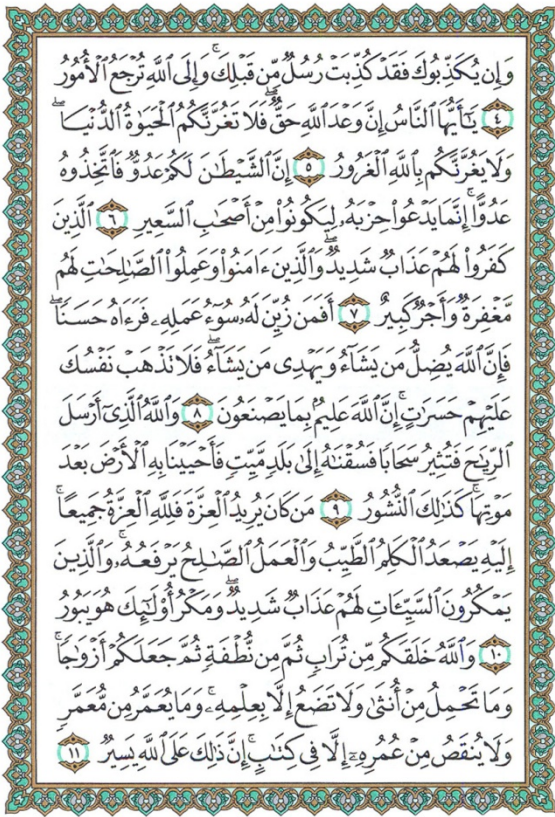 وَإِن يُكَذِّبُوكَ فَقَدْ كُذِّبَتْ رُسُلٌ مِّن قَبْلِكَ ۚ وَإِلَى ٱللَّهِ تُرْجَعُ ٱلْأُمُورُ
٤ يَٰٓأَيُّهَا ٱلنَّاسُ إِنَّ وَعْدَ ٱللَّهِ حَقٌّ ۖ فَلَا تَغُرَّنَّكُمُ ٱلْحَيَوٰةُ ٱلدُّنْيَا ۖ
وَلَا يَغُرَّنَّكُم بِٱللَّهِ ٱلْغَرُورُ ٥ إِنَّ ٱلشَّيْطَٰنَ لَكُمْ عَدُوٌّ فَٱتَّخِذُوهُ
عَدُوًّا ۚ إِنَّمَا يَدْعُوا۟ حِزْبَهُۥ لِيَكُونُوا۟ مِنْ أَصْحَٰبِ ٱلسَّعِيرِ ٦ ٱلَّذِينَ
كَفَرُوا۟ لَهُمْ عَذَابٌ شَدِيدٌ ۖ وَٱلَّذِينَ ءَامَنُوا۟ وَعَمِلُوا۟ ٱلصَّٰلِحَٰتِ لَهُم
مَّغْفِرَةٌ وَأَجْرٌ كَبِيرٌ ٧ أَفَمَن زُيِّنَ لَهُۥ سُوٓءُ عَمَلِهِۦ فَرَءَاهُ حَسَنًا ۖ
فَإِنَّ ٱللَّهَ يُضِلُّ مَن يَشَآءُ وَيَهْدِى مَن يَشَآءُ ۖ فَلَا تَذْهَبْ نَفْسُكَ
عَلَيْهِمْ حَسَرَٰتٍ ۚ إِنَّ ٱللَّهَ عَلِيمٌۢ بِمَا يَصْنَعُونَ ٨ وَٱللَّهُ ٱلَّذِىٓ أَرْسَلَ
ٱلرِّيَٰحَ فَتُثِيرُ سَحَابًا فَسُقْنَٰهُ إِلَىٰ بَلَدٍ مَّيِّتٍ فَأَحْيَيْنَا بِهِ ٱلْأَرْضَ بَعْدَ
مَوْتِهَا ۚ كَذَٰلِكَ ٱلنُّشُورُ ٩ مَن كَانَ يُرِيدُ ٱلْعِزَّةَ فَلِلَّهِ ٱلْعِزَّةُ جَمِيعًا ۚ
إِلَيْهِ يَصْعَدُ ٱلْكَلِمُ ٱلطَّيِّبُ وَٱلْعَمَلُ ٱلصَّٰلِحُ يَرْفَعُهُۥ ۚ وَٱلَّذِينَ
يَمْكُرُونَ ٱلسَّيِّـَٔاتِ لَهُمْ عَذَابٌ شَدِيدٌ ۖ وَمَكْرُ أُو۟لَٰٓئِكَ هُوَ يَبُورُ
١٠ وَٱللَّهُ خَلَقَكُم مِّن تُرَابٍ ثُمَّ مِن نُّطْفَةٍ ثُمَّ جَعَلَكُمْ أَزْوَٰجًا ۚ
وَمَا تَحْمِلُ مِنْ أُنثَىٰ وَلَا تَضَعُ إِلَّا بِعِلْمِهِۦ ۚ وَمَا يُعَمَّرُ مِن مُّعَمَّرٍ
وَلَا يُنقَصُ مِنْ عُمُرِهِۦٓ إِلَّا فِى كِتَٰبٍ ۚ إِنَّ ذَٰلِكَ عَلَى ٱللَّهِ يَسِيرٌ ١١